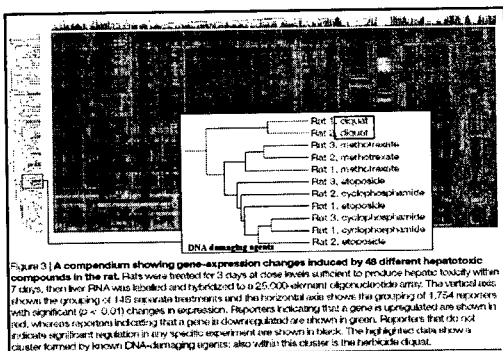 Rat 1, diquat
Rat 2, diquat
Rat 3, methotrexate
Rat 2, methotrexate
Rat 1, methotrexate
Rat 3, etoposide
Rat 2, cyclophosphamide
Rat 1, etoposide
Rat 3, cyclophosphamide
Rat 1, cyclophosphamide
Rat 2, etoposide
DNA damaging agents
Figure 3 | A compendium showing gene-expression changes induced by 48 different hepatotoxic
compounds in the rat. Rats were treated for 3 days at dose levels sufficient to produce hepatic toxicity within
7 days, then liver RNA was labelled and hybridized to a 25,000-element oligonucleotide array. The vertical axis
shows the grouping of separate treatments and the horizontal axis shows the grouping of 1,754 reporters
with significant (p < 0.01) changes in expression. Reporters indicating that a gene is upregulated are shown in
red, whereas reporters indicating that a gene is downregulated are shown in green. Reporters that do not
indicate significant regulation in any specific experiment are shown in black. The highlighted data show a
cluster formed by known DNA-damaging agents; also within this cluster is the herbicide diquat.